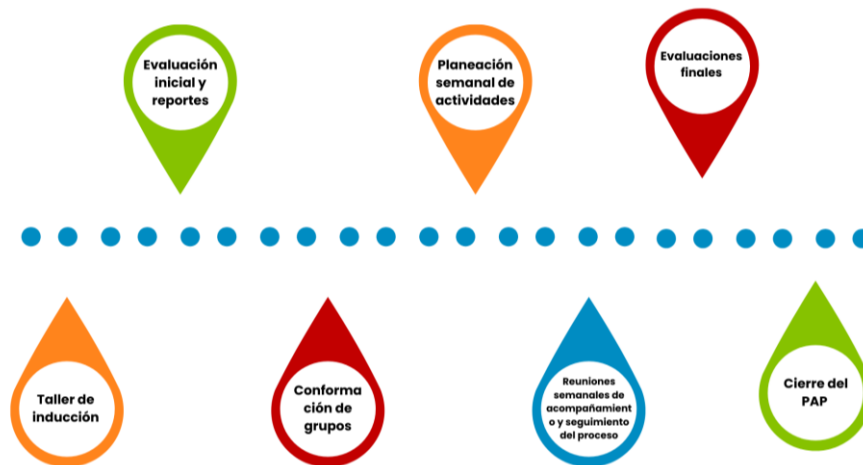 Evaluación
inicial y
reportes
Planeación
semanal de
actividades
Evaluaciones
finales
Taller de
inducción
Conforma
ción de
grupos
Reuniones
semanales de
acompañamient
o y seguimiento
del proceso
Cierre del
PAP